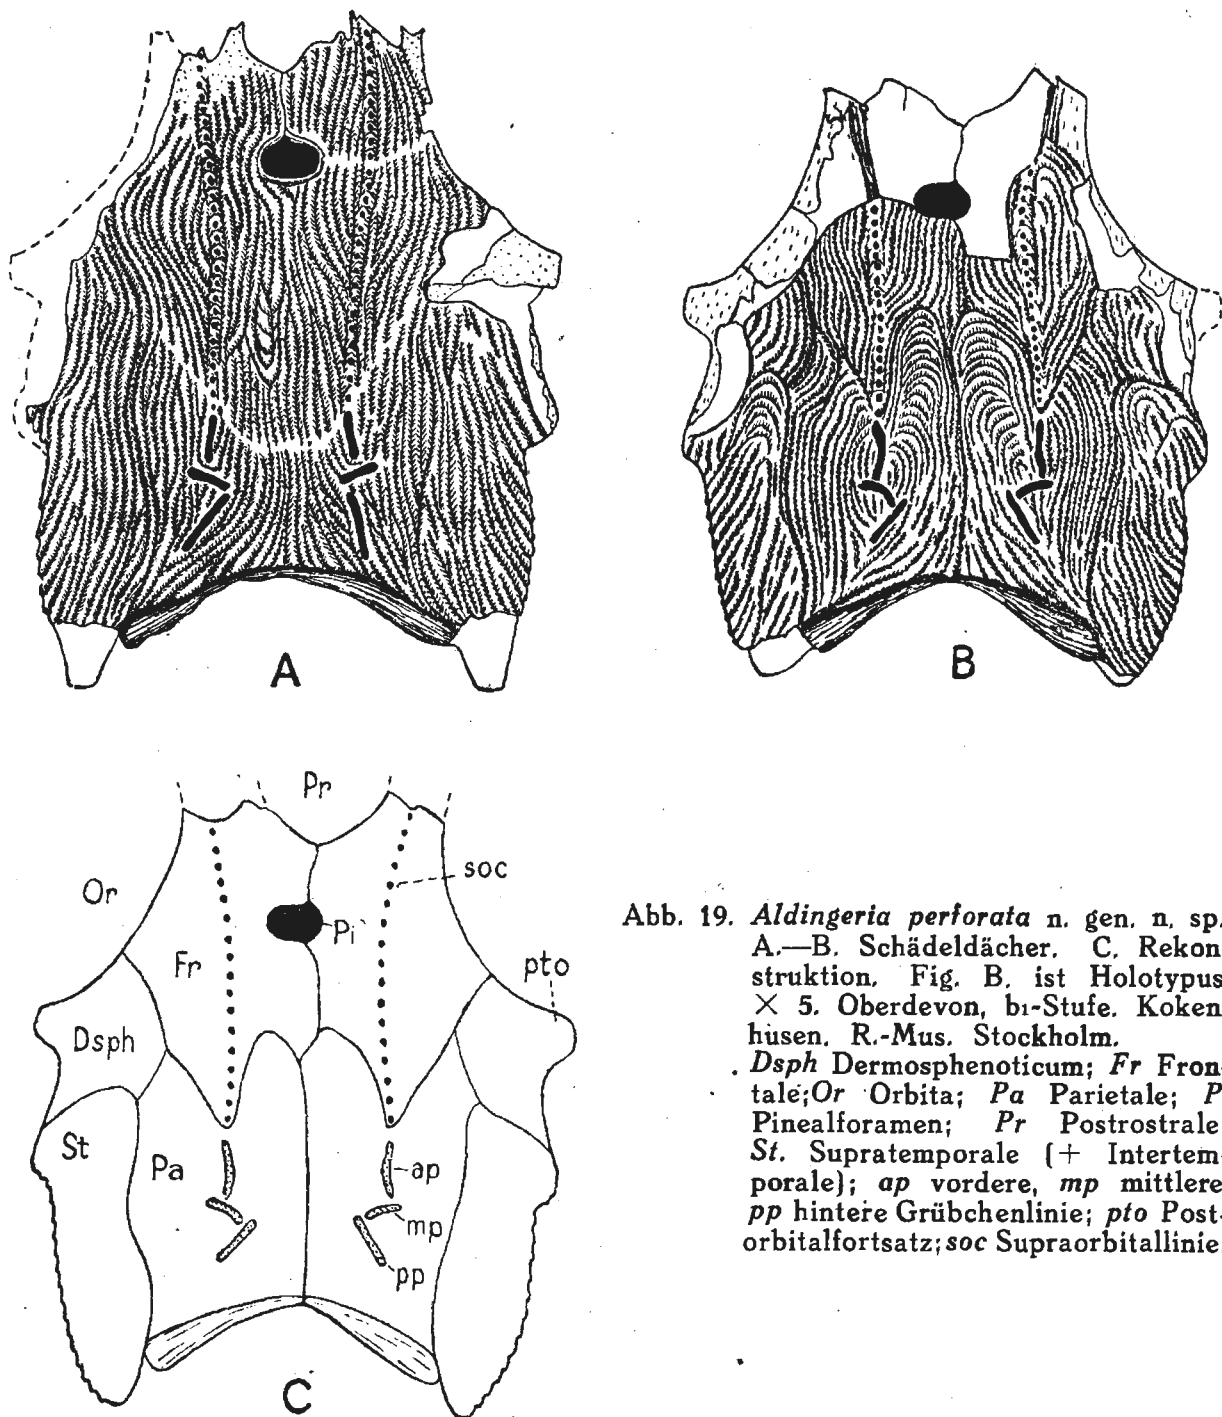 A
B
Pr
soc
Or
Pi
Fr
pto
Dsph
St
Pa
ap
mp
pp
C
Abb. 19. Aldingeria perforata n. gen. n. sp.
A.—B. Schädeldächer. C. Rekon
struktion. Fig. B. ist Holotypus
× 5. Oberdevon, b1-Stufe. Koken
husen. R.-Mus. Stockholm.
Dsph Dermosphenoticum; Fr Fron-
tale; Or Orbita; Pa Parietale; P
Pinealforamen; Pr Postrostrale
St. Supratemporale (+ Intertem-
porale); ap vordere, mp mittlere
pp hintere Grübchenlinie; pto Post-
orbitalfortsatz; soc Supraorbitallinie